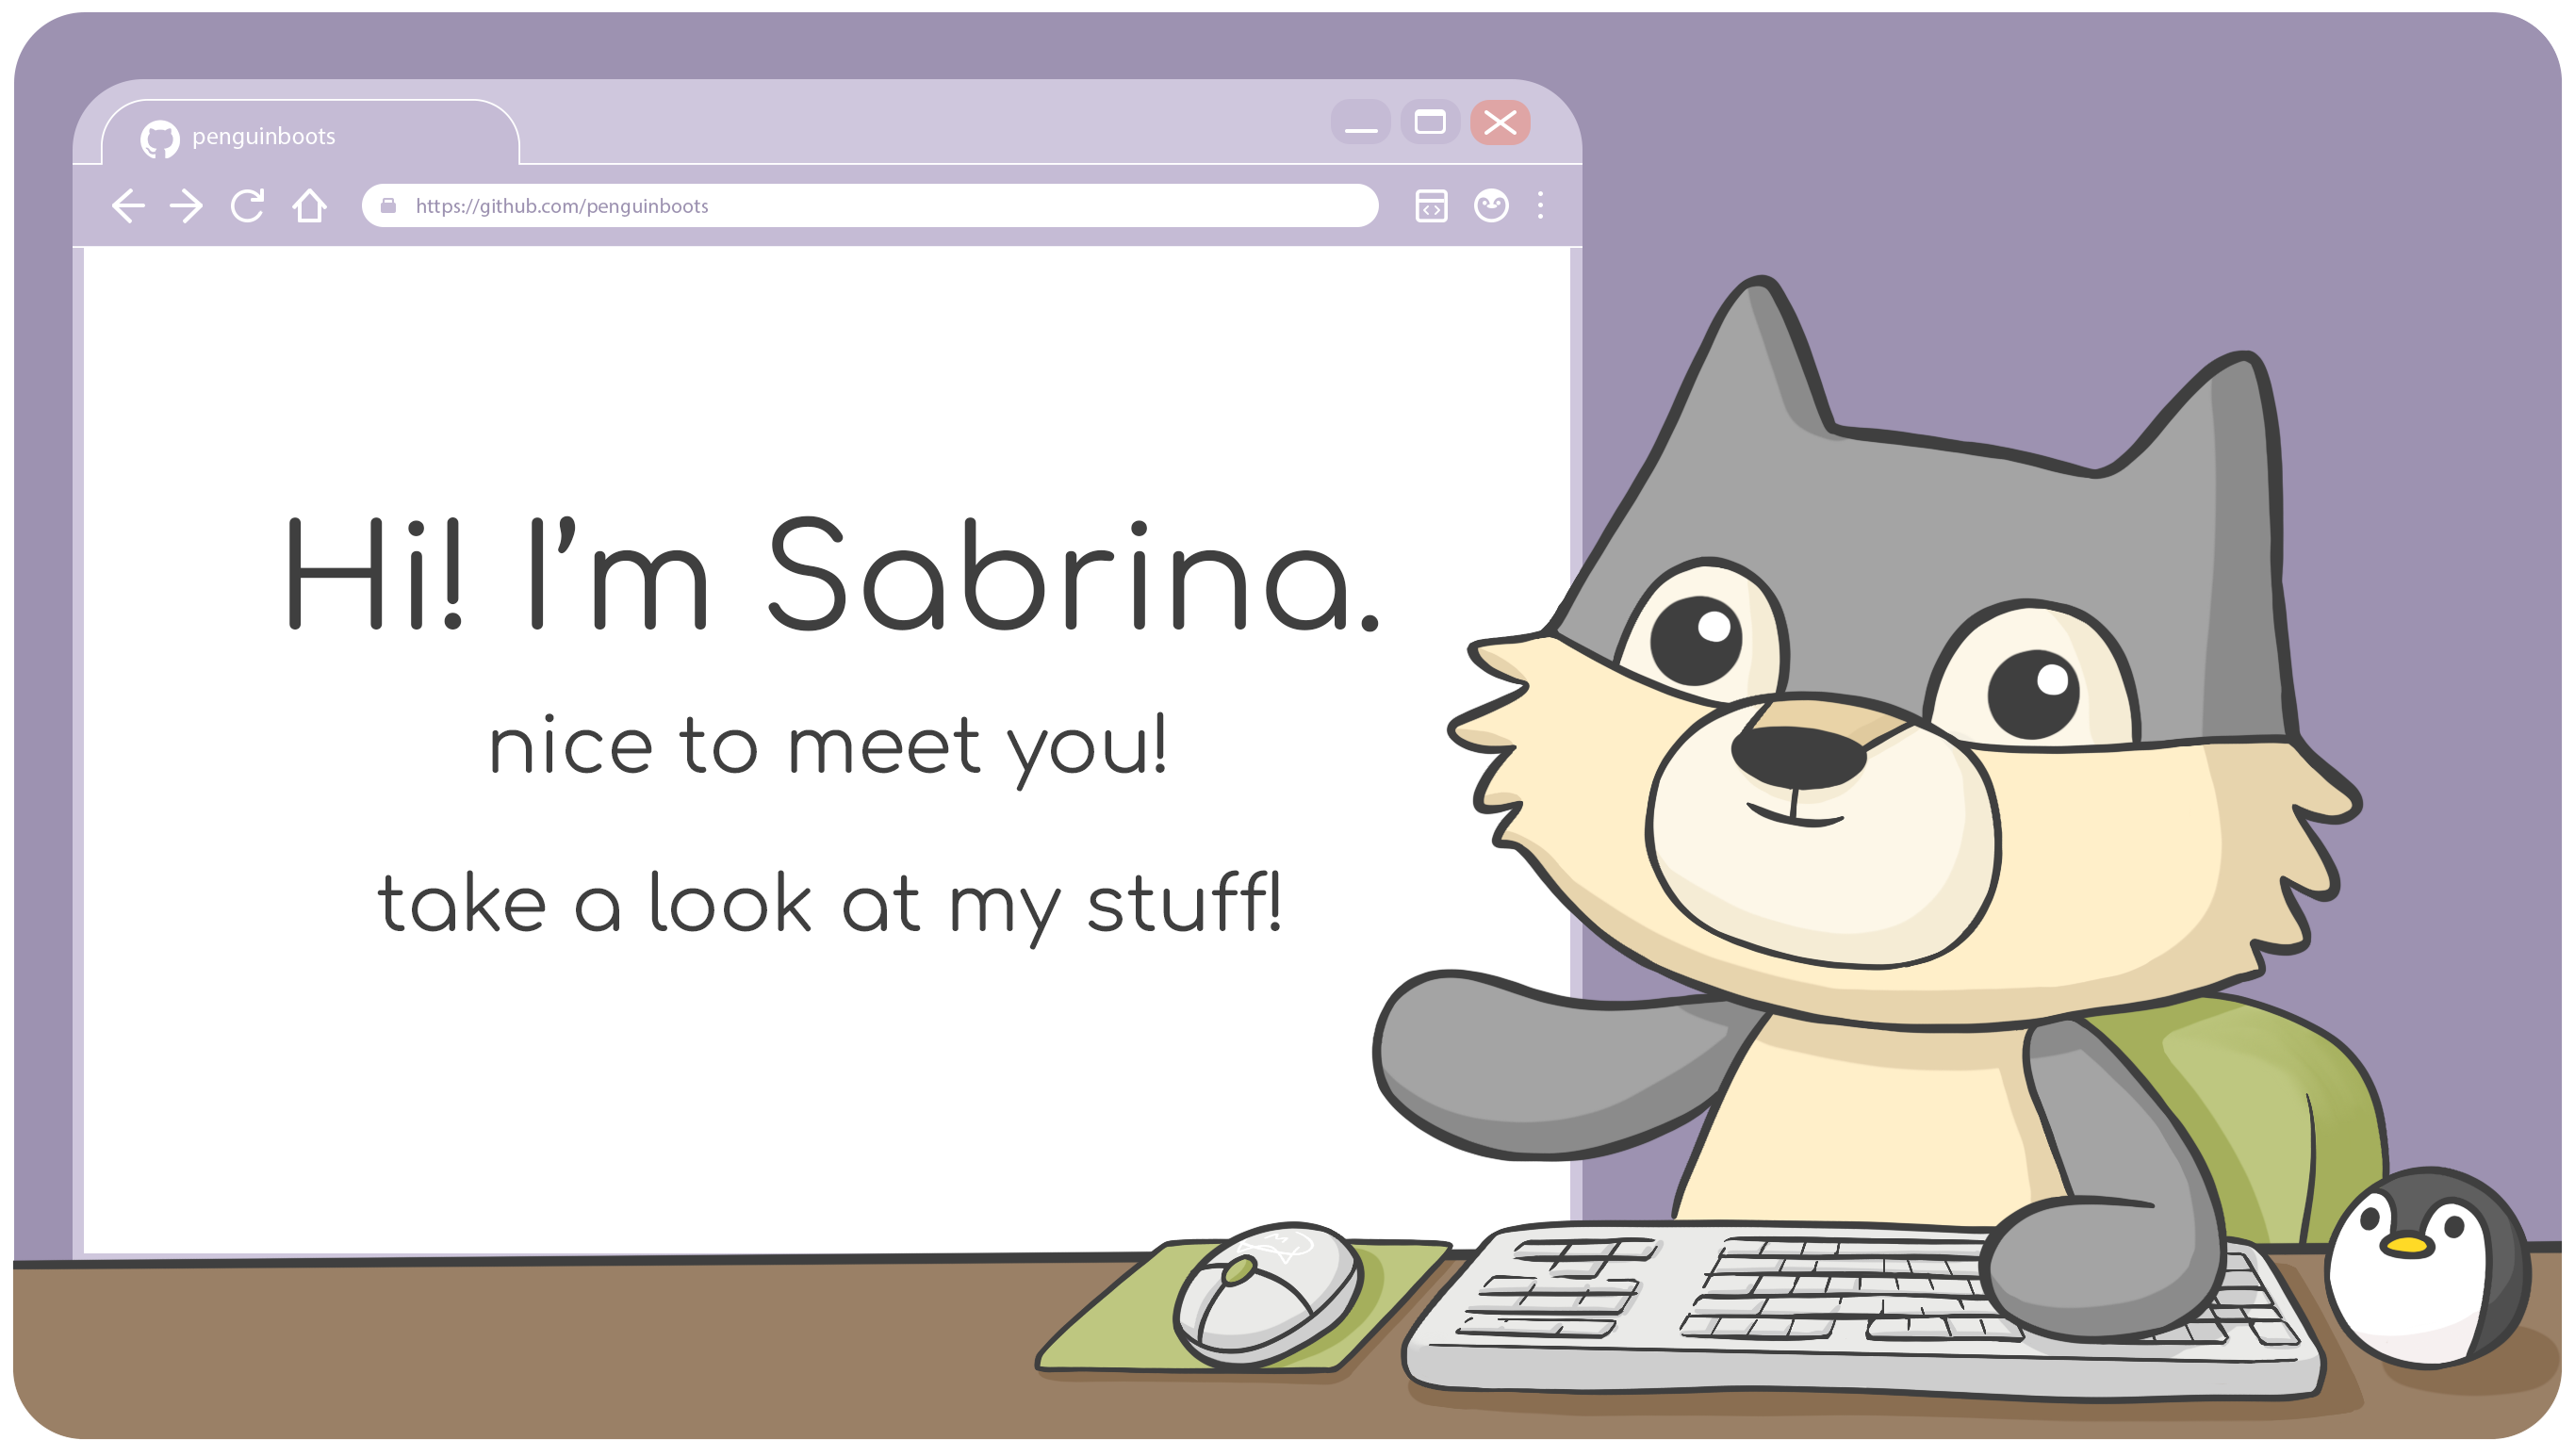 penguinboots
https://github.com/penguinboots
Hi! I’m Sabrina.
nice to meet you!
take a look at my stuff!